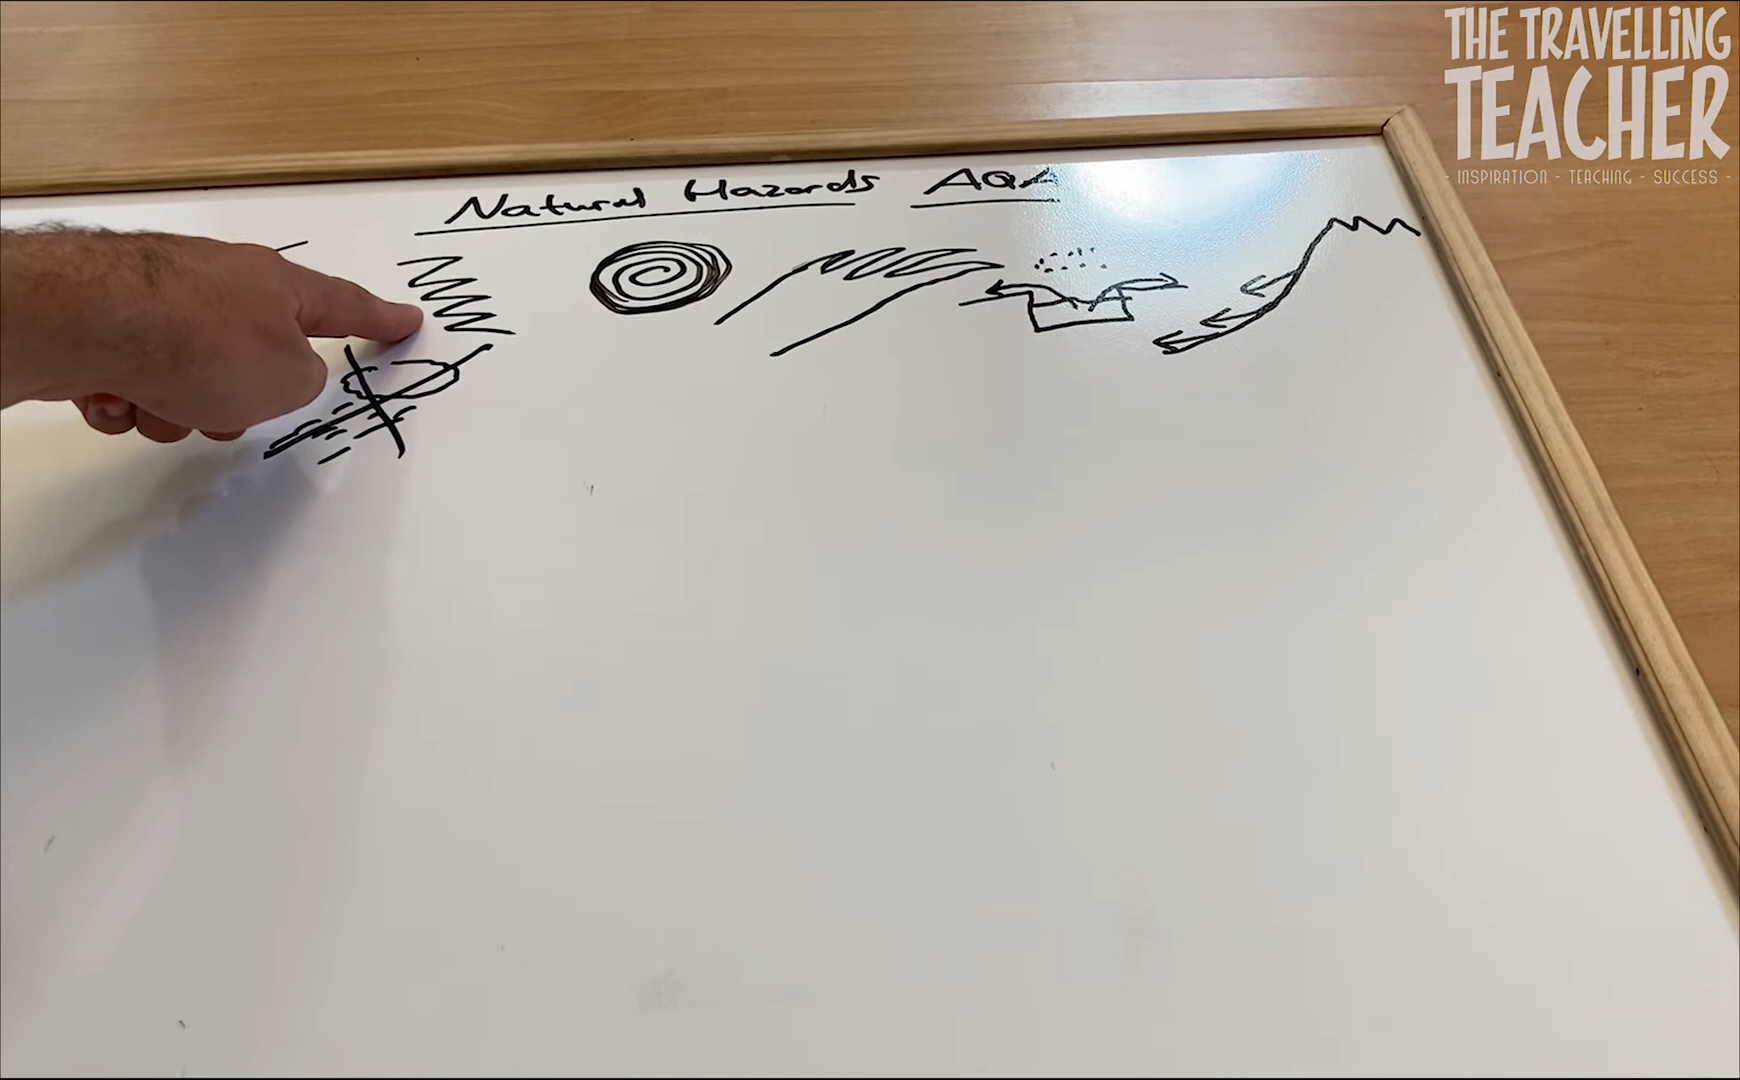 THE TRAVELLiNG
TEACHER
- INSPIRATION - TEACHING - SUCCESS -
Natural Hazards AQA